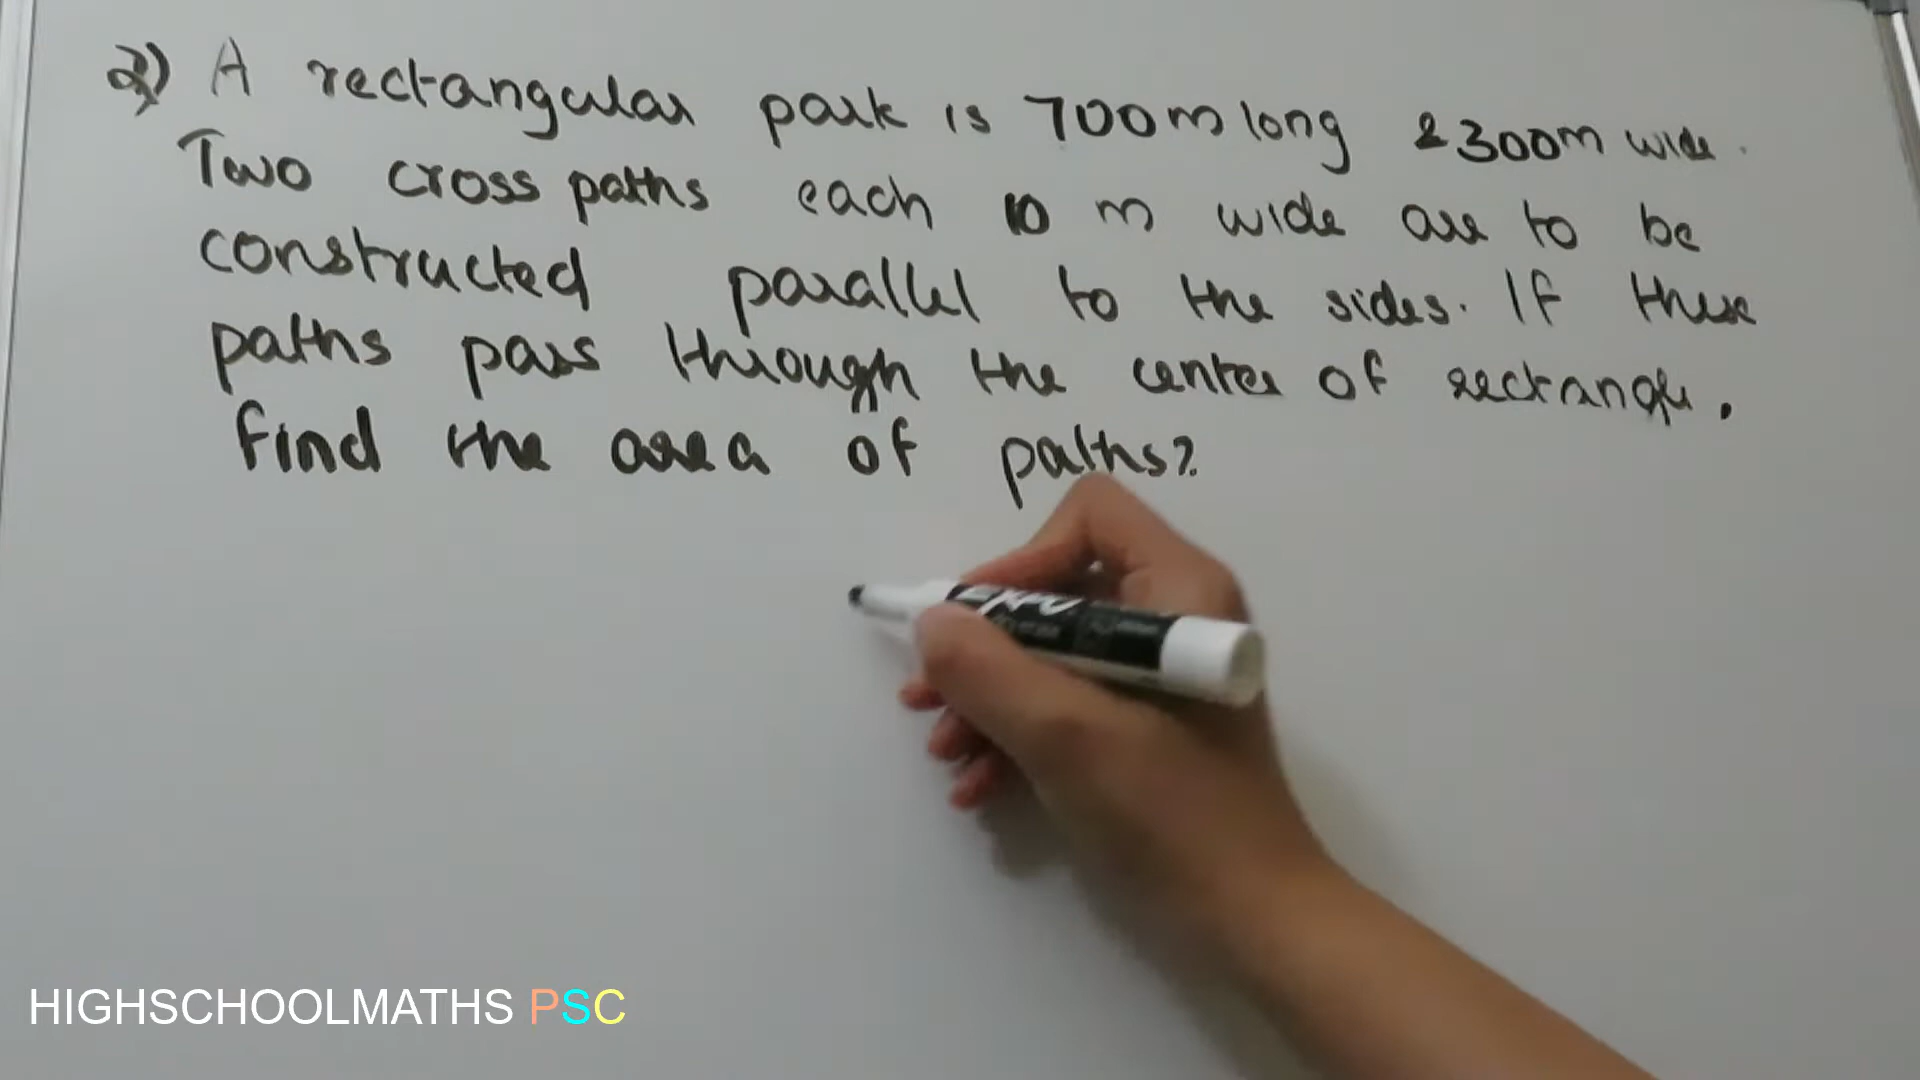 2) A rectangular park is 700m long & 300m wide.
Two cross paths each 10 m wide are to be
constructed parallel to the sides. If these
paths pass through the center of rectangle.
Find the area of paths?
EXPO
HIGHSCHOOLMATHS PSC